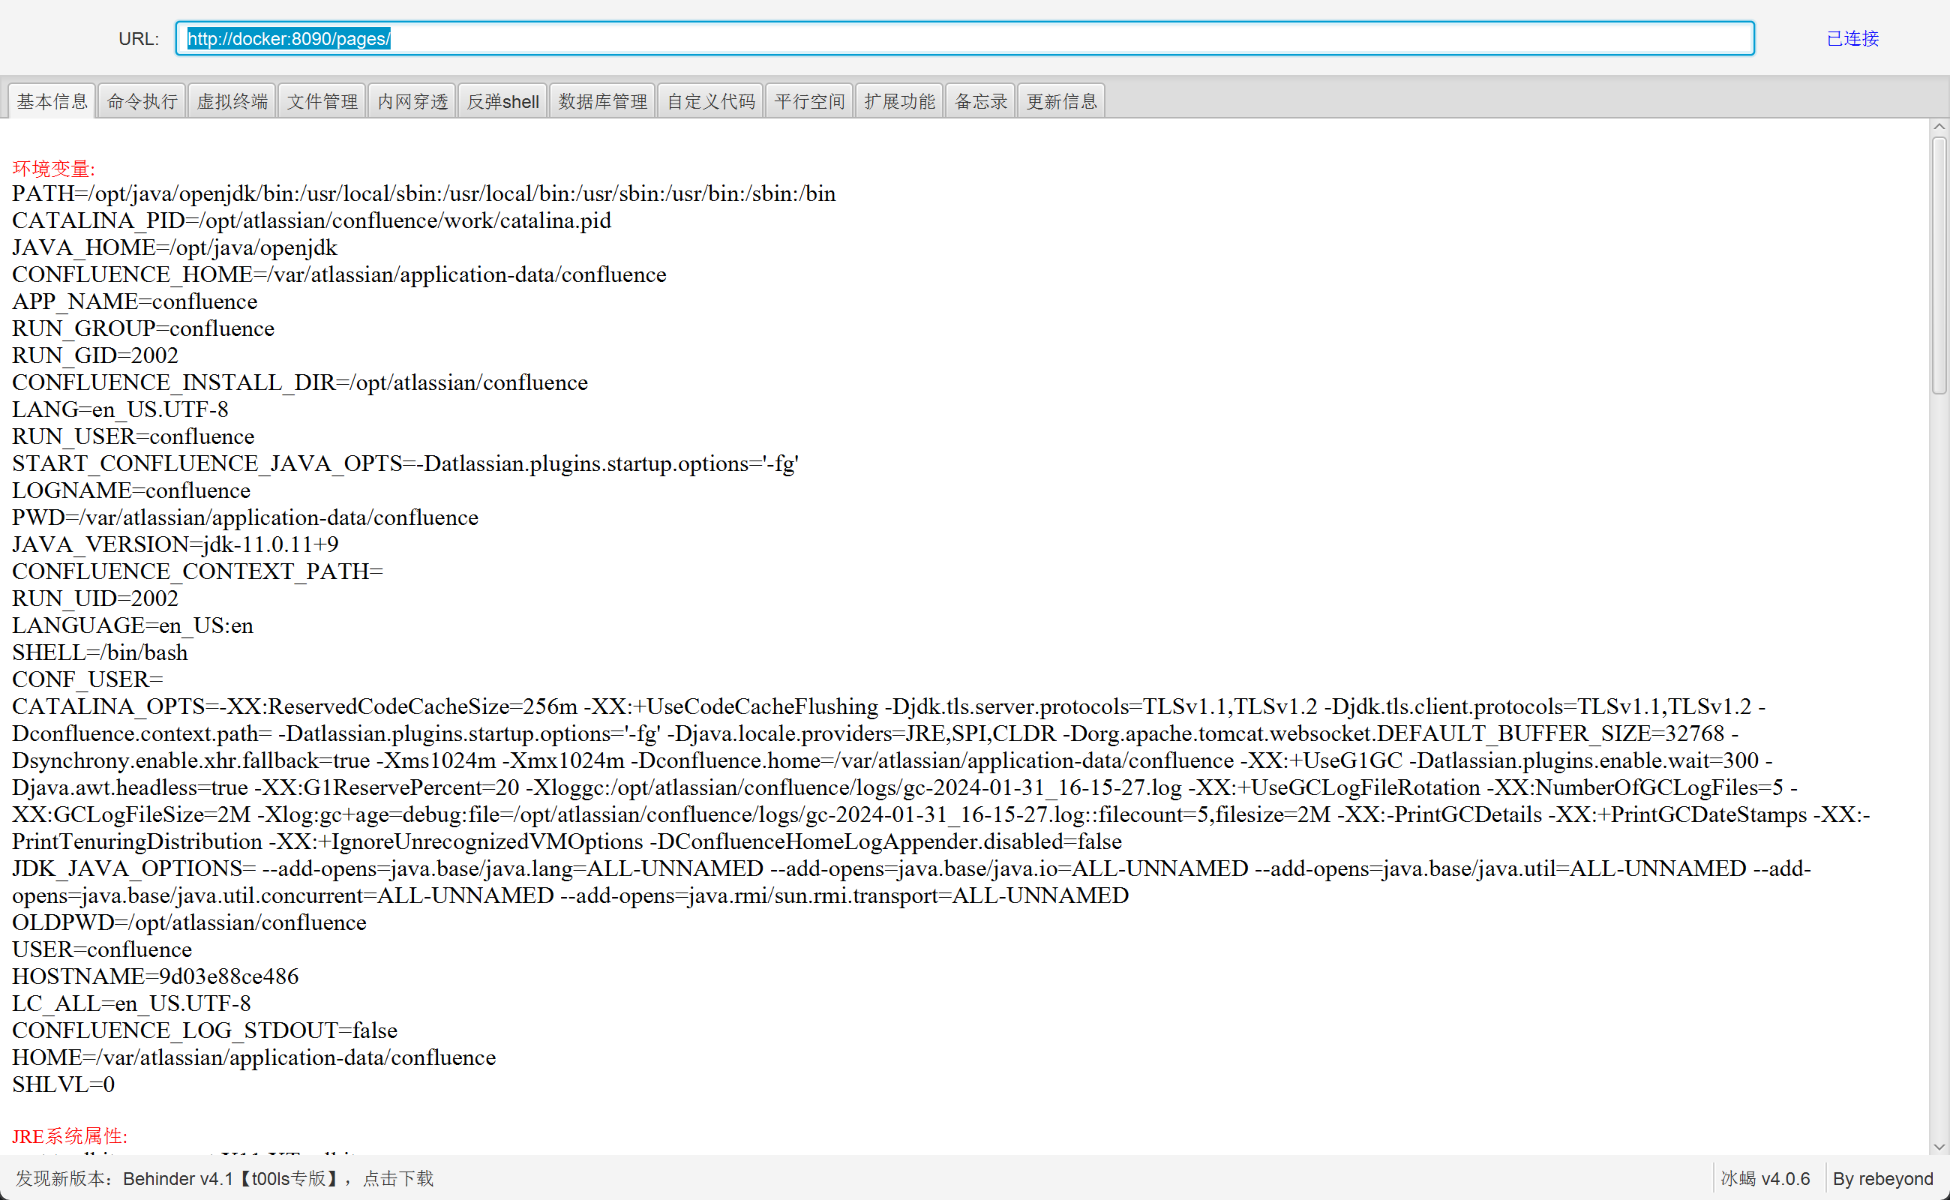 URL: http://docker:8090/pages/ 已连接
基本信息 命令执行 虚拟终端 文件管理 内网穿透 反弹shell 数据库管理 自定义代码 平行空间 扩展功能 备忘录 更新信息
环境变量:
PATH=/opt/java/openjdk/bin:/usr/local/sbin:/usr/local/bin:/usr/sbin:/usr/bin:/sbin:/bin
CATALINA_PID=/opt/atlassian/confluence/work/catalina.pid
JAVA_HOME=/opt/java/openjdk
CONFLUENCE_HOME=/var/atlassian/application-data/confluence
APP_NAME=confluence
RUN_GROUP=confluence
RUN_GID=2002
CONFLUENCE_INSTALL_DIR=/opt/atlassian/confluence
LANG=en_US.UTF-8
RUN_USER=confluence
START_CONFLUENCE_JAVA_OPTS=-Datlassian.plugins.startup.options='-fg'
LOGNAME=confluence
PWD=/var/atlassian/application-data/confluence
JAVA_VERSION=jdk-11.0.11+9
CONFLUENCE_CONTEXT_PATH=
RUN_UID=2002
LANGUAGE=en_US:en
SHELL=/bin/bash
CONF_USER=
CATALINA_OPTS=-XX:ReservedCodeCacheSize=256m -XX:+UseCodeCacheFlushing -Djdk.tls.server.protocols=TLSv1.1,TLSv1.2 -Djdk.tls.client.protocols=TLSv1.1,TLSv1.2 -
Dconfluence.context.path= -Datlassian.plugins.startup.options='-fg' -Djava.locale.providers=JRE,SPI,CLDR -Dorg.apache.tomcat.websocket.DEFAULT_BUFFER_SIZE=32768 -
Dsynchrony.enable.xhr.fallback=true -Xms1024m -Xmx1024m -Dconfluence.home=/var/atlassian/application-data/confluence -XX:+UseG1GC -Datlassian.plugins.enable.wait=300 -
Djava.awt.headless=true -XX:G1ReservePercent=20 -Xloggc:/opt/atlassian/confluence/logs/gc-2024-01-31_16-15-27.log -XX:+UseGCLogFileRotation -XX:NumberOfGCLogFiles=5 -
XX:GCLogFileSize=2M -Xlog:gc+age=debug:file=/opt/atlassian/confluence/logs/gc-2024-01-31_16-15-27.log::filecount=5,filesize=2M -XX:-PrintGCDetails -XX:+PrintGCDateStamps -XX:-
PrintTenuringDistribution -XX:+IgnoreUnrecognizedVMOptions -DConfluenceHomeLogAppender.disabled=false
JDK_JAVA_OPTIONS= --add-opens=java.base/java.lang=ALL-UNNAMED --add-opens=java.base/java.io=ALL-UNNAMED --add-opens=java.base/java.util=ALL-UNNAMED --add-
opens=java.base/java.util.concurrent=ALL-UNNAMED --add-opens=java.rmi/sun.rmi.transport=ALL-UNNAMED
OLDPWD=/opt/atlassian/confluence
USER=confluence
HOSTNAME=9d03e88ce486
LC_ALL=en_US.UTF-8
CONFLUENCE_LOG_STDOUT=false
HOME=/var/atlassian/application-data/confluence
SHLVL=0
JRE系统属性:
发现新版本：Behinder v4.1【t00ls专版】，点击下载 冰蝎 v4.0.6 By rebeyond